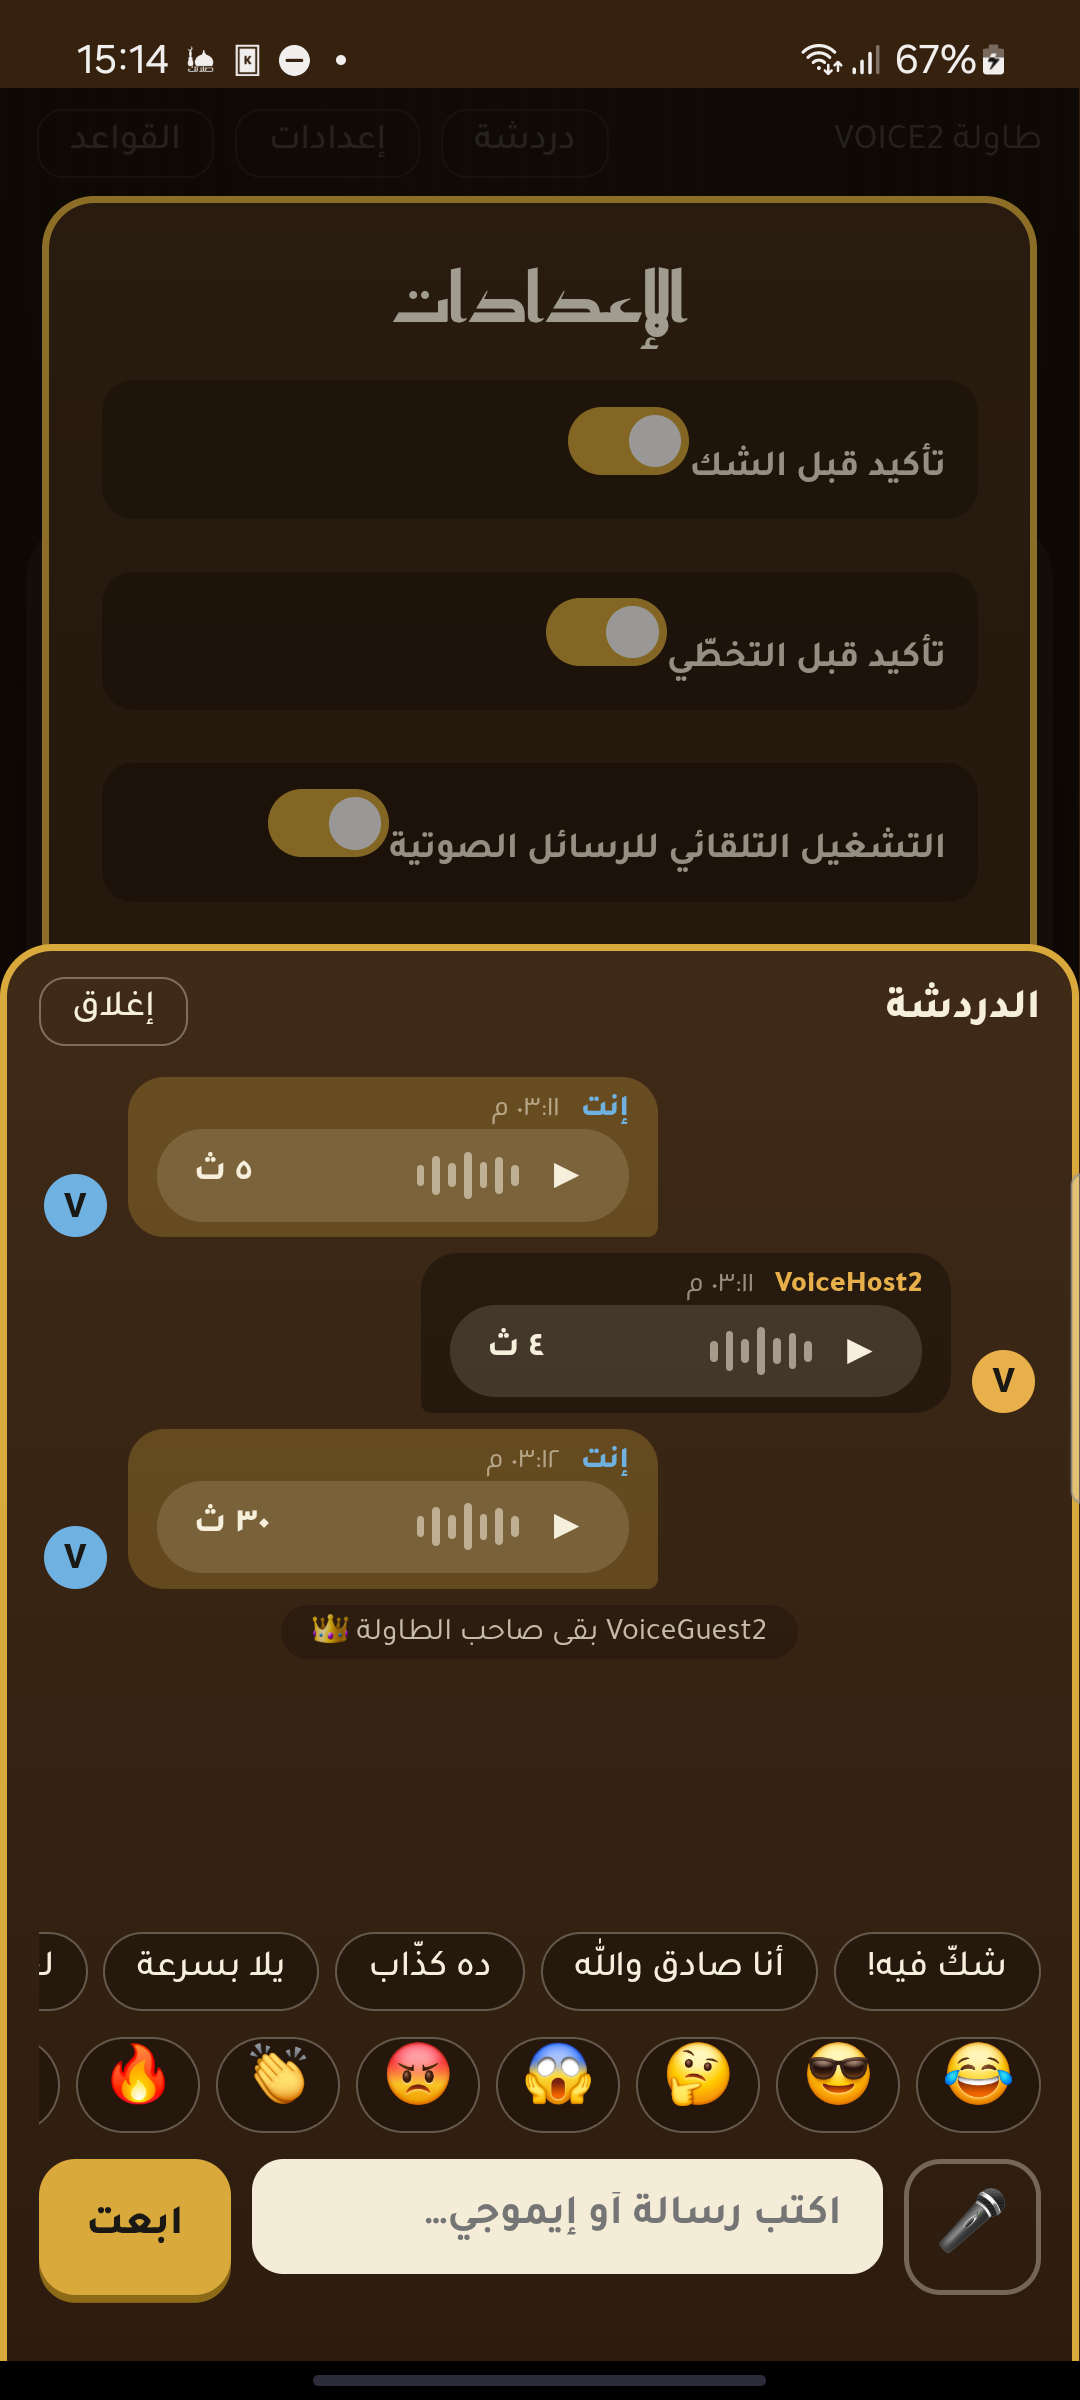 15:14
67%
طاولة VOICE2
دردشة
إعدادات
القواعد
الإعدادات
تأكيد قبل الشك
تأكيد قبل التخطّي
التشغيل التلقائي للرسائل الصوتية
الدردشة
إغلاق
إنت ٠٣:١١ م
٥ ث
V
VoiceHost2 ٠٣:١١ م
٤ ث
V
إنت ٠٣:١٢ م
٣٠ ث
V
VoiceGuest2 بقى صاحب الطاولة 👑
شكّ فيه!
أنا صادق والله
ده كذّاب
يلا بسرعة
😂 😎 🤔 😱 😡 👏 🔥
اكتب رسالة أو إيموجي...
ابعت